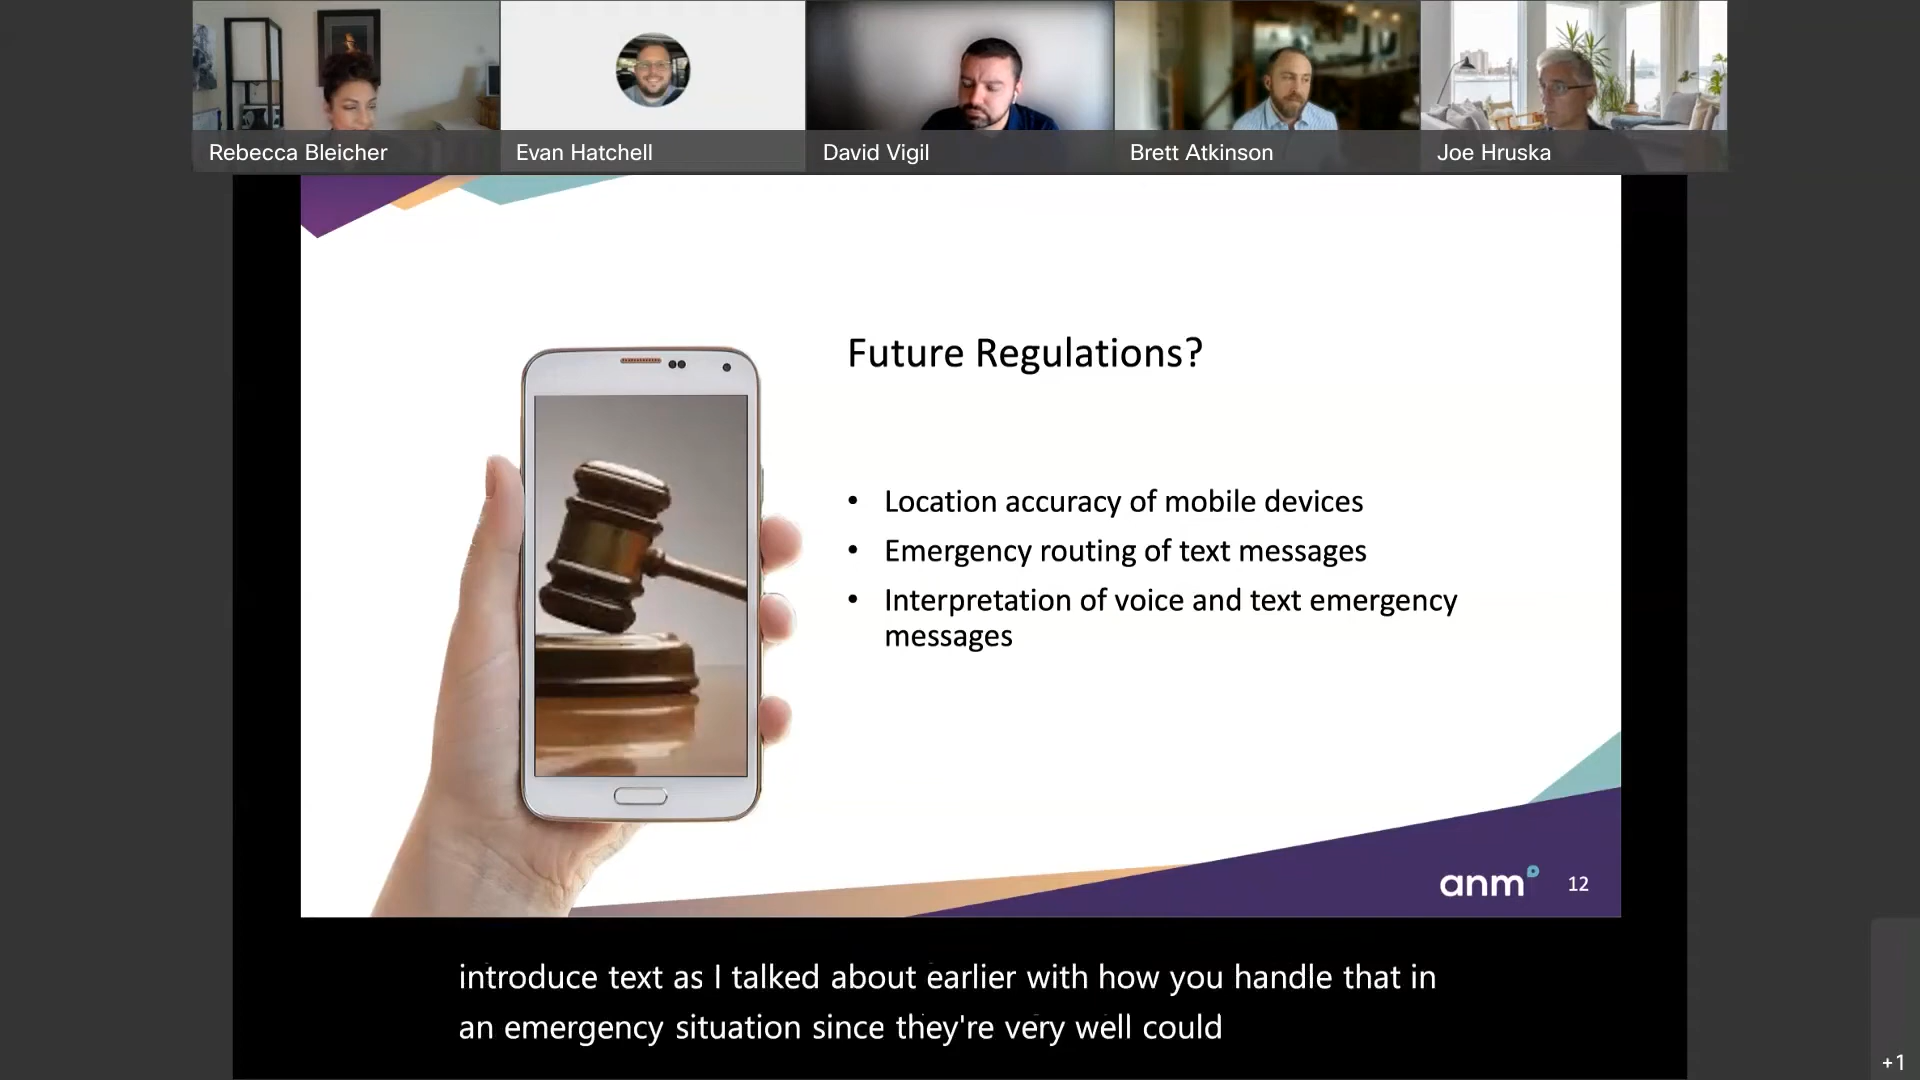 Rebecca Bleicher
Evan Hatchell
David Vigil
Brett Atkinson
Joe Hruska
Future Regulations?
• Location accuracy of mobile devices
• Emergency routing of text messages
• Interpretation of voice and text emergency
messages
anm
12
introduce text as I talked about earlier with how you handle that in
an emergency situation since they're very well could
+1